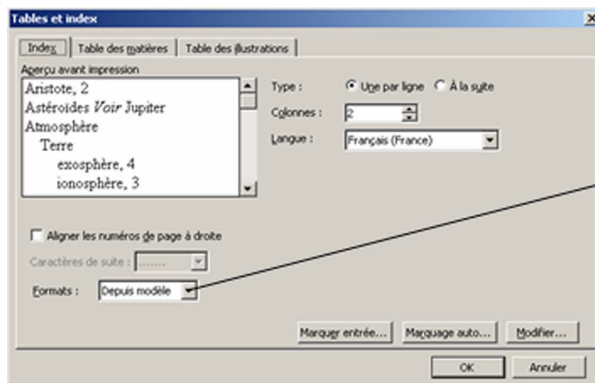 Tables et index
Index
Table des matières
Table des illustrations
Aperçu avant impression
Aristote, 2
Astéroïdes Voir Jupiter
Atmosphère
Terre
exosphère, 4
ionosphère, 3
Type :
Une par ligne
À la suite
Colonnes :
2
Langue :
Français (France)
Aligner les numéros de page à droite
Caractères de suite :
.......
Formats :
Depuis modèle
Marquer entrée...
Marquage auto...
Modifier...
OK
Annuler